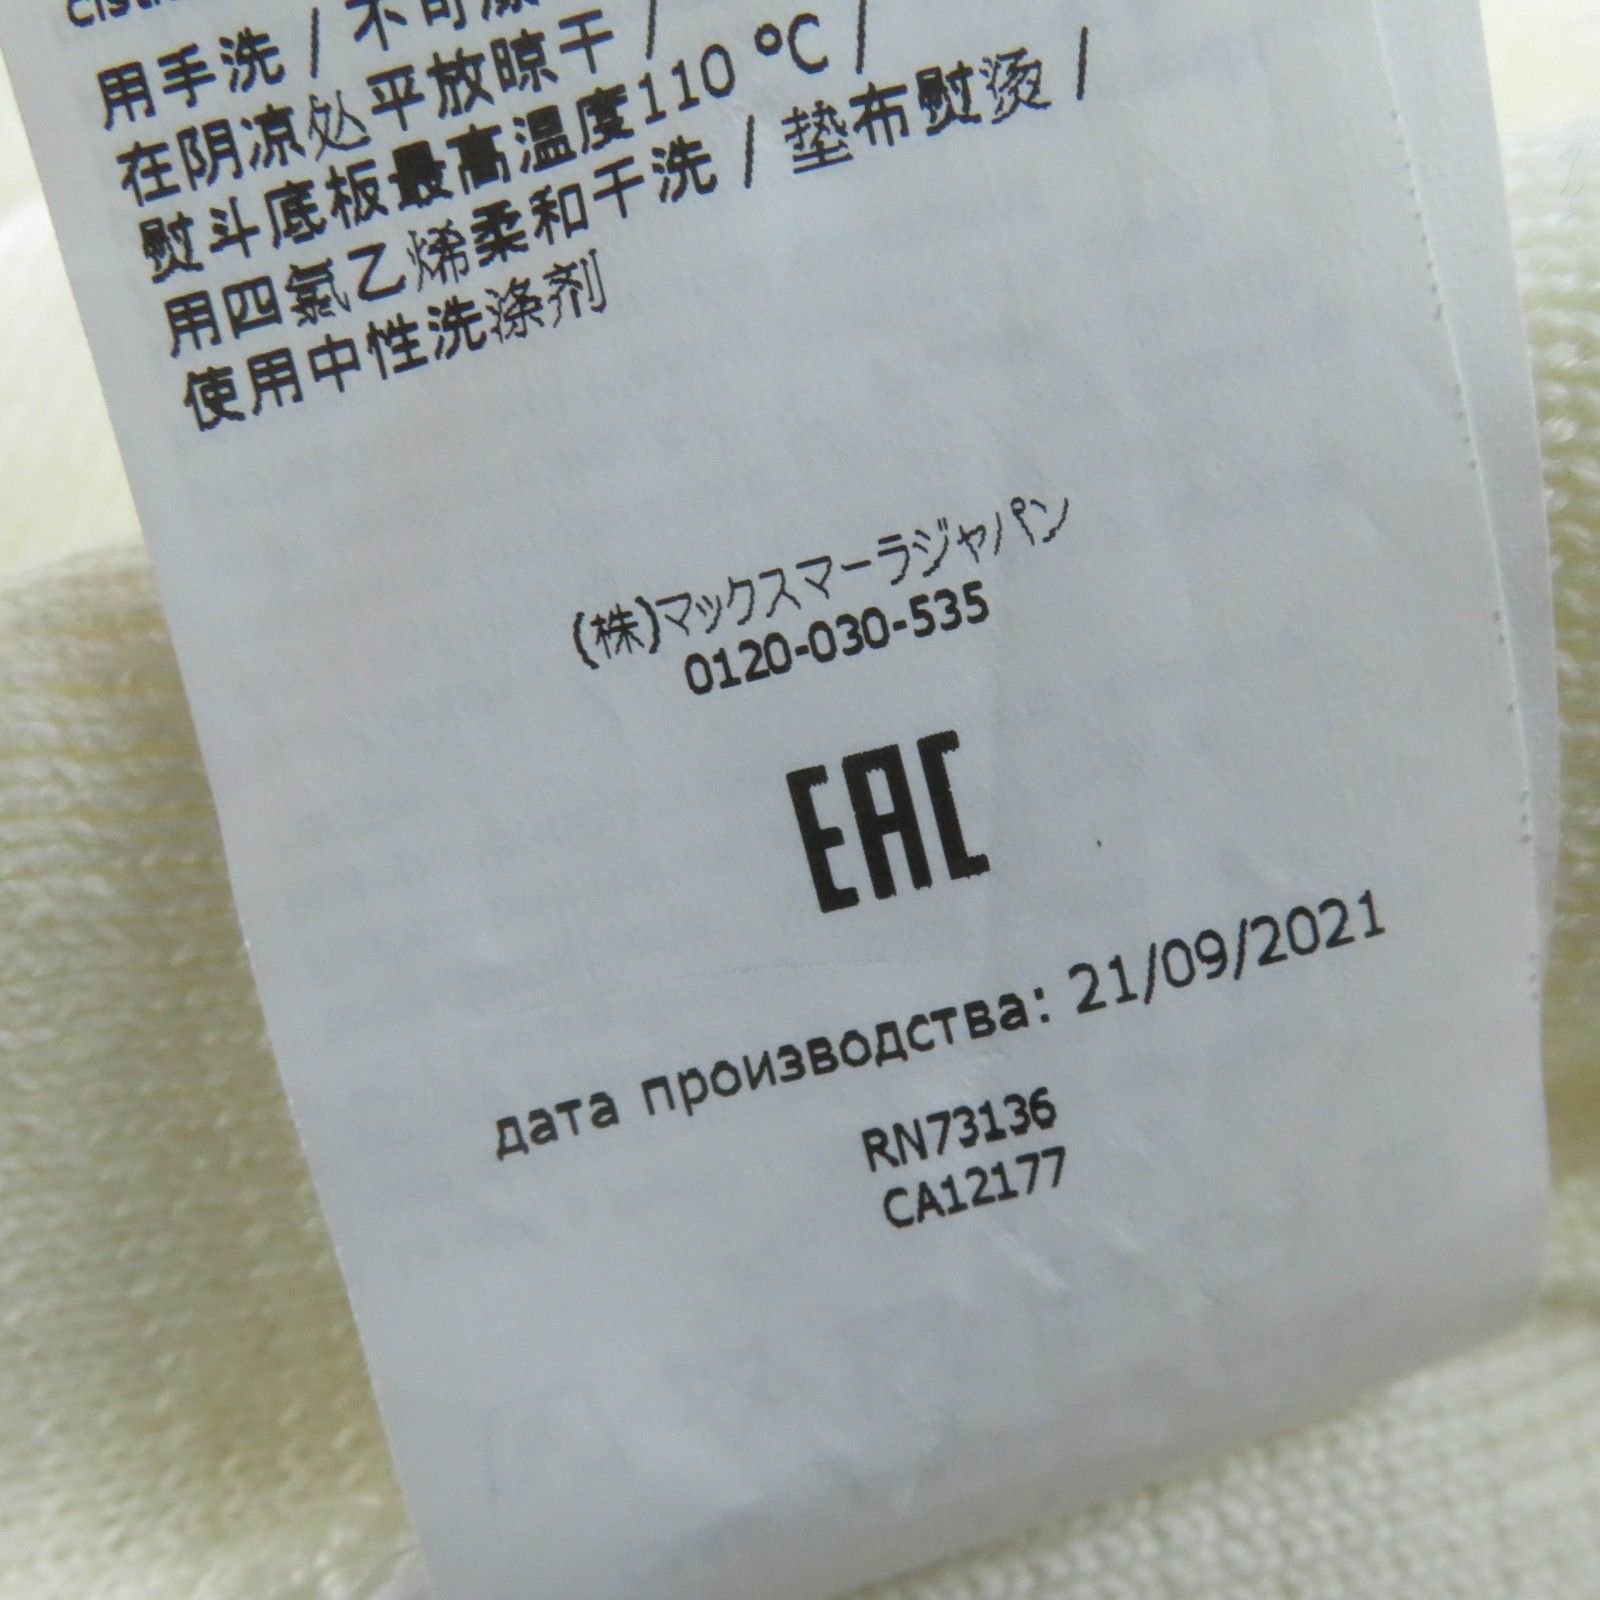 用手洗 / 不可漂
在阴凉处平放晾干 /
熨斗底板最高温度110 °C /
用四氯乙烯柔和干洗 / 垫布熨烫 /
使用中性洗涤剂
(株)マックスマーラジャパン
0120-030-535
EAC
дата производства: 21/09/2021
RN73136
CA12177